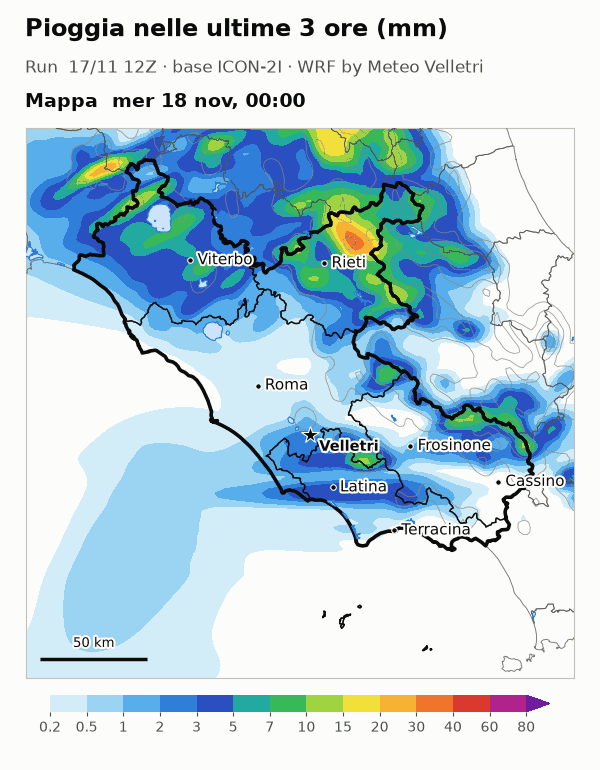 Pioggia nelle ultime 3 ore (mm)
Run 17/11 12Z · base ICON-2I · WRF by Meteo Velletri
Mappa mer 18 nov, 00:00
Viterbo
Rieti
Roma
Velletri
Frosinone
Latina
Cassino
Terracina
50 km
0.2 0.5 1 2 3 5 7 10 15 20 30 40 60 80